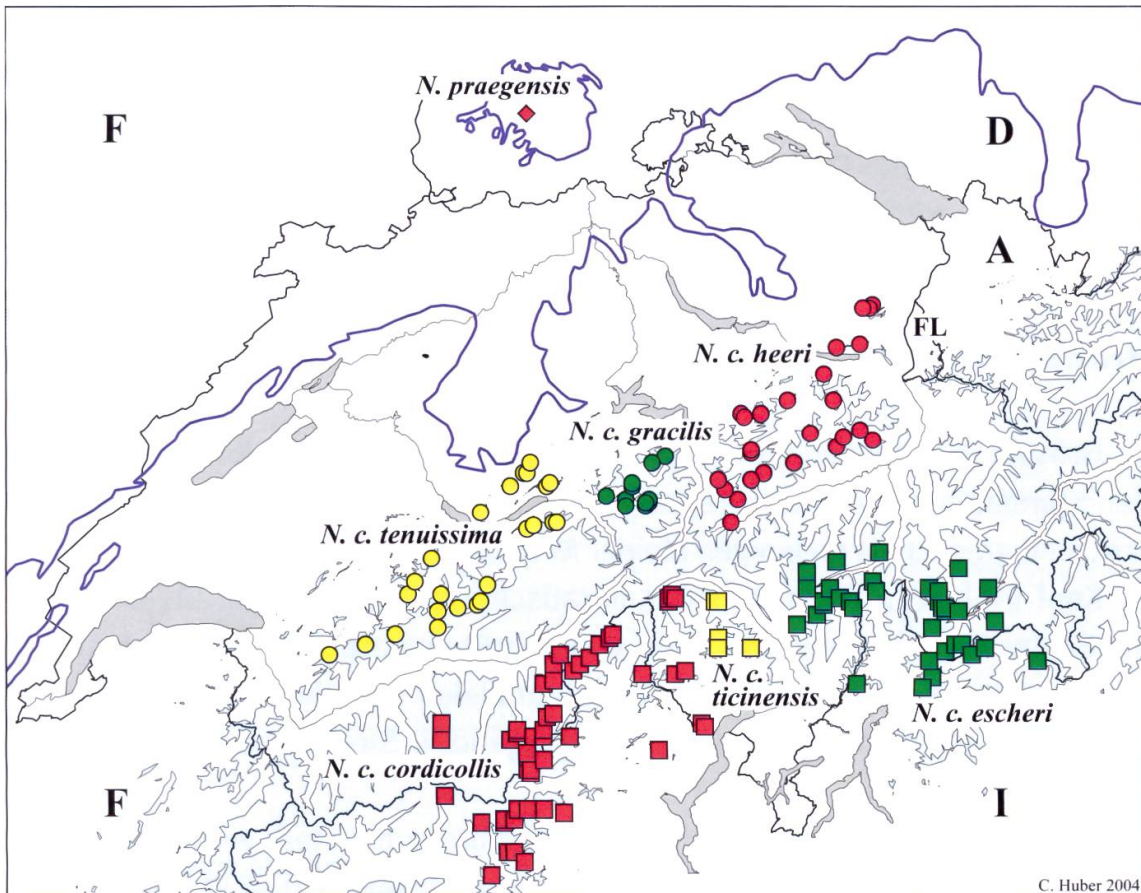 N. praegensis
F
D
A
FL
N. c. heeri
N. c. gracilis
N. c. tenuissima
N. c.
ticinensis
N. c. escheri
N. c. cordicollis
F
I
C. Huber 2004